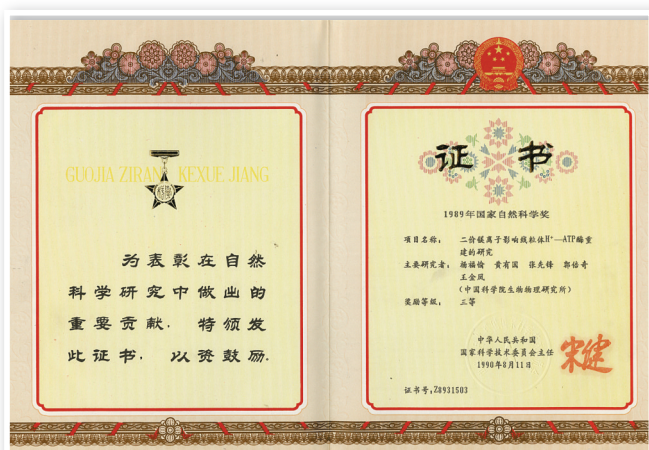 GUOJIA ZIRAN KEXUE JIANG
为表彰在自然
科学研究中做出的
重要贡献，特颁发
此证书，以资鼓励。
证书
1989年国家自然科学奖
项目名称： 二价镁离子影响线粒体H⁺—ATP酶重
建的研究
主要研究者： 杨福愉 黄有国 张先锋 郭佶奇
王金凤
（中国科学院生物物理研究所）
奖励等级： 三等
中华人民共和国
国家科学技术委员会主任
1990年8月11日
宋健
证书号：Z8931503